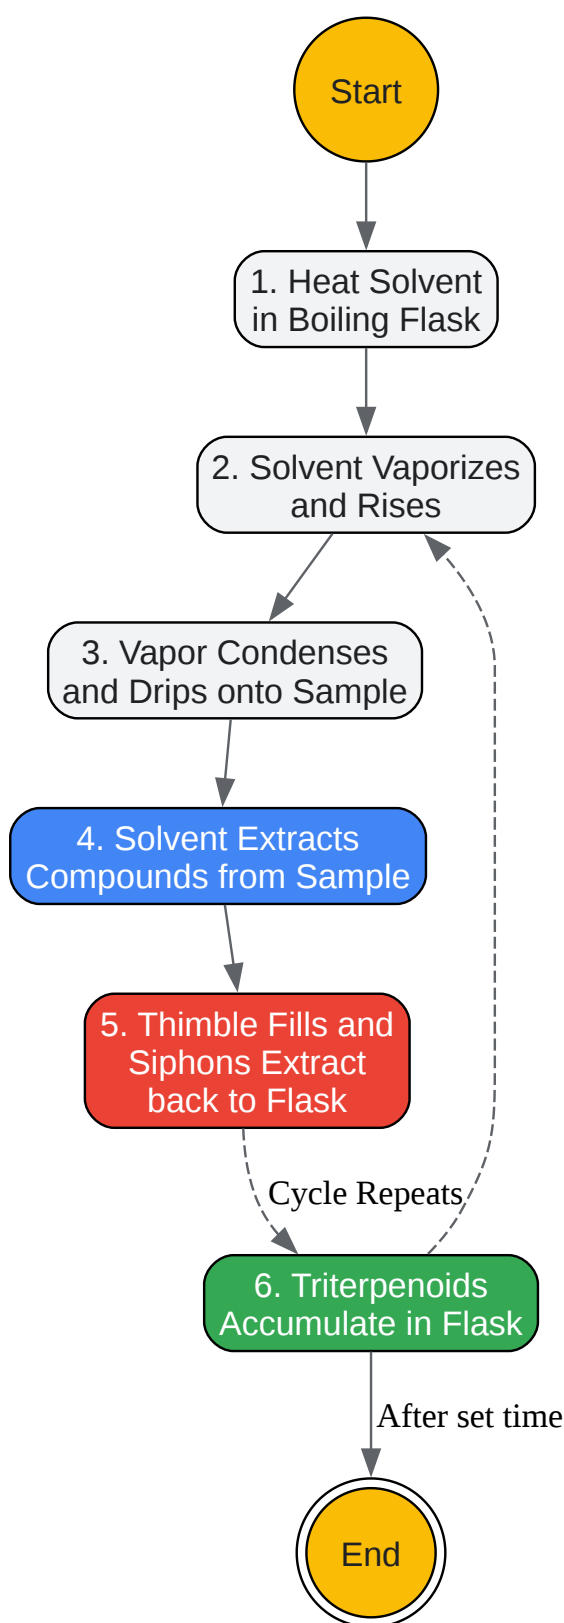 Start
1. Heat Solvent
in Boiling Flask
2. Solvent Vaporizes
and Rises
3. Vapor Condenses
and Drips onto Sample
4. Solvent Extracts
Compounds from Sample
5. Thimble Fills and
Siphons Extract
back to Flask
Cycle Repeats
6. Triterpenoids
Accumulate in Flask
After set time
End